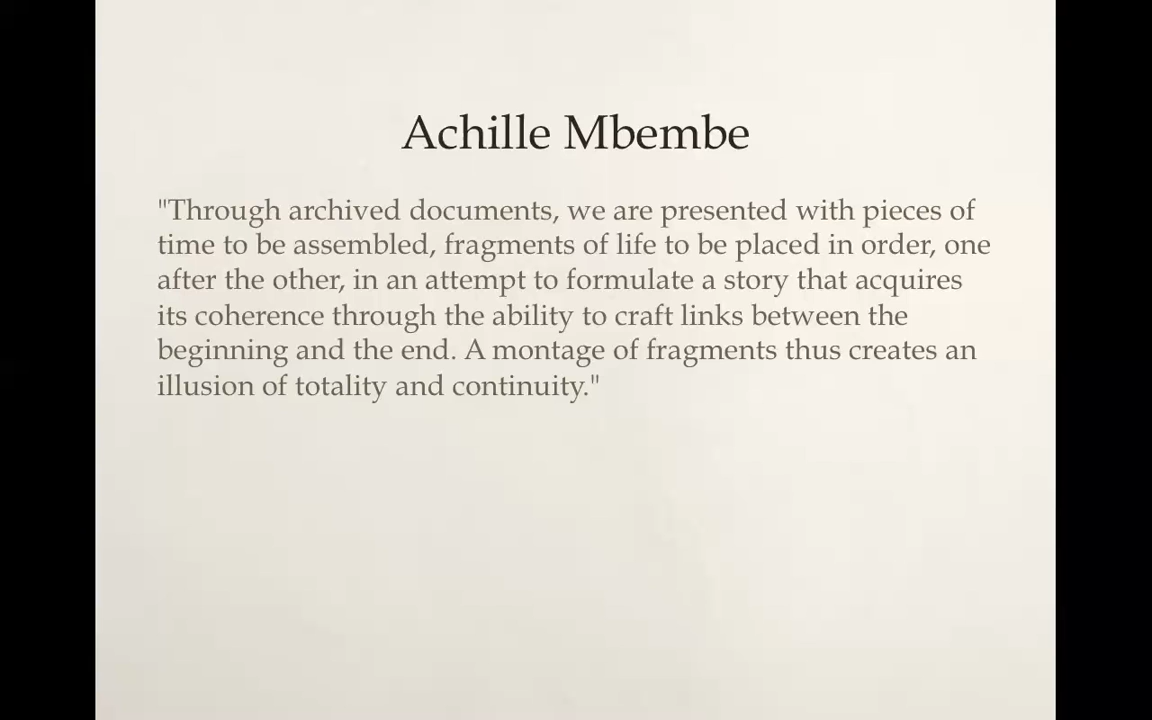 Achille Mbembe
"Through archived documents, we are presented with pieces of
time to be assembled, fragments of life to be placed in order, one
after the other, in an attempt to formulate a story that acquires
its coherence through the ability to craft links between the
beginning and the end. A montage of fragments thus creates an
illusion of totality and continuity."